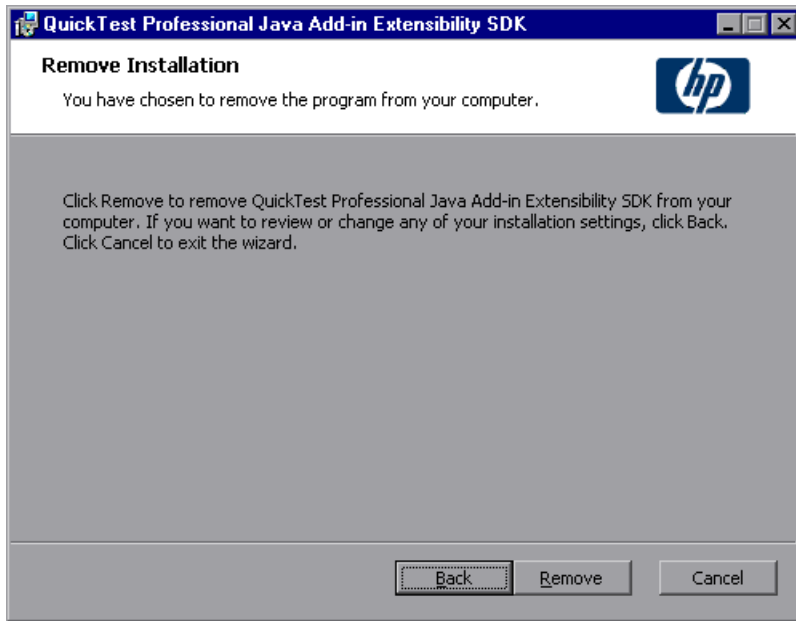 QuickTest Professional Java Add-in Extensibility SDK
Remove Installation
You have chosen to remove the program from your computer.
hp
Click Remove to remove QuickTest Professional Java Add-in Extensibility SDK from your
computer. If you want to review or change any of your installation settings, click Back.
Click Cancel to exit the wizard.
Back
Remove
Cancel